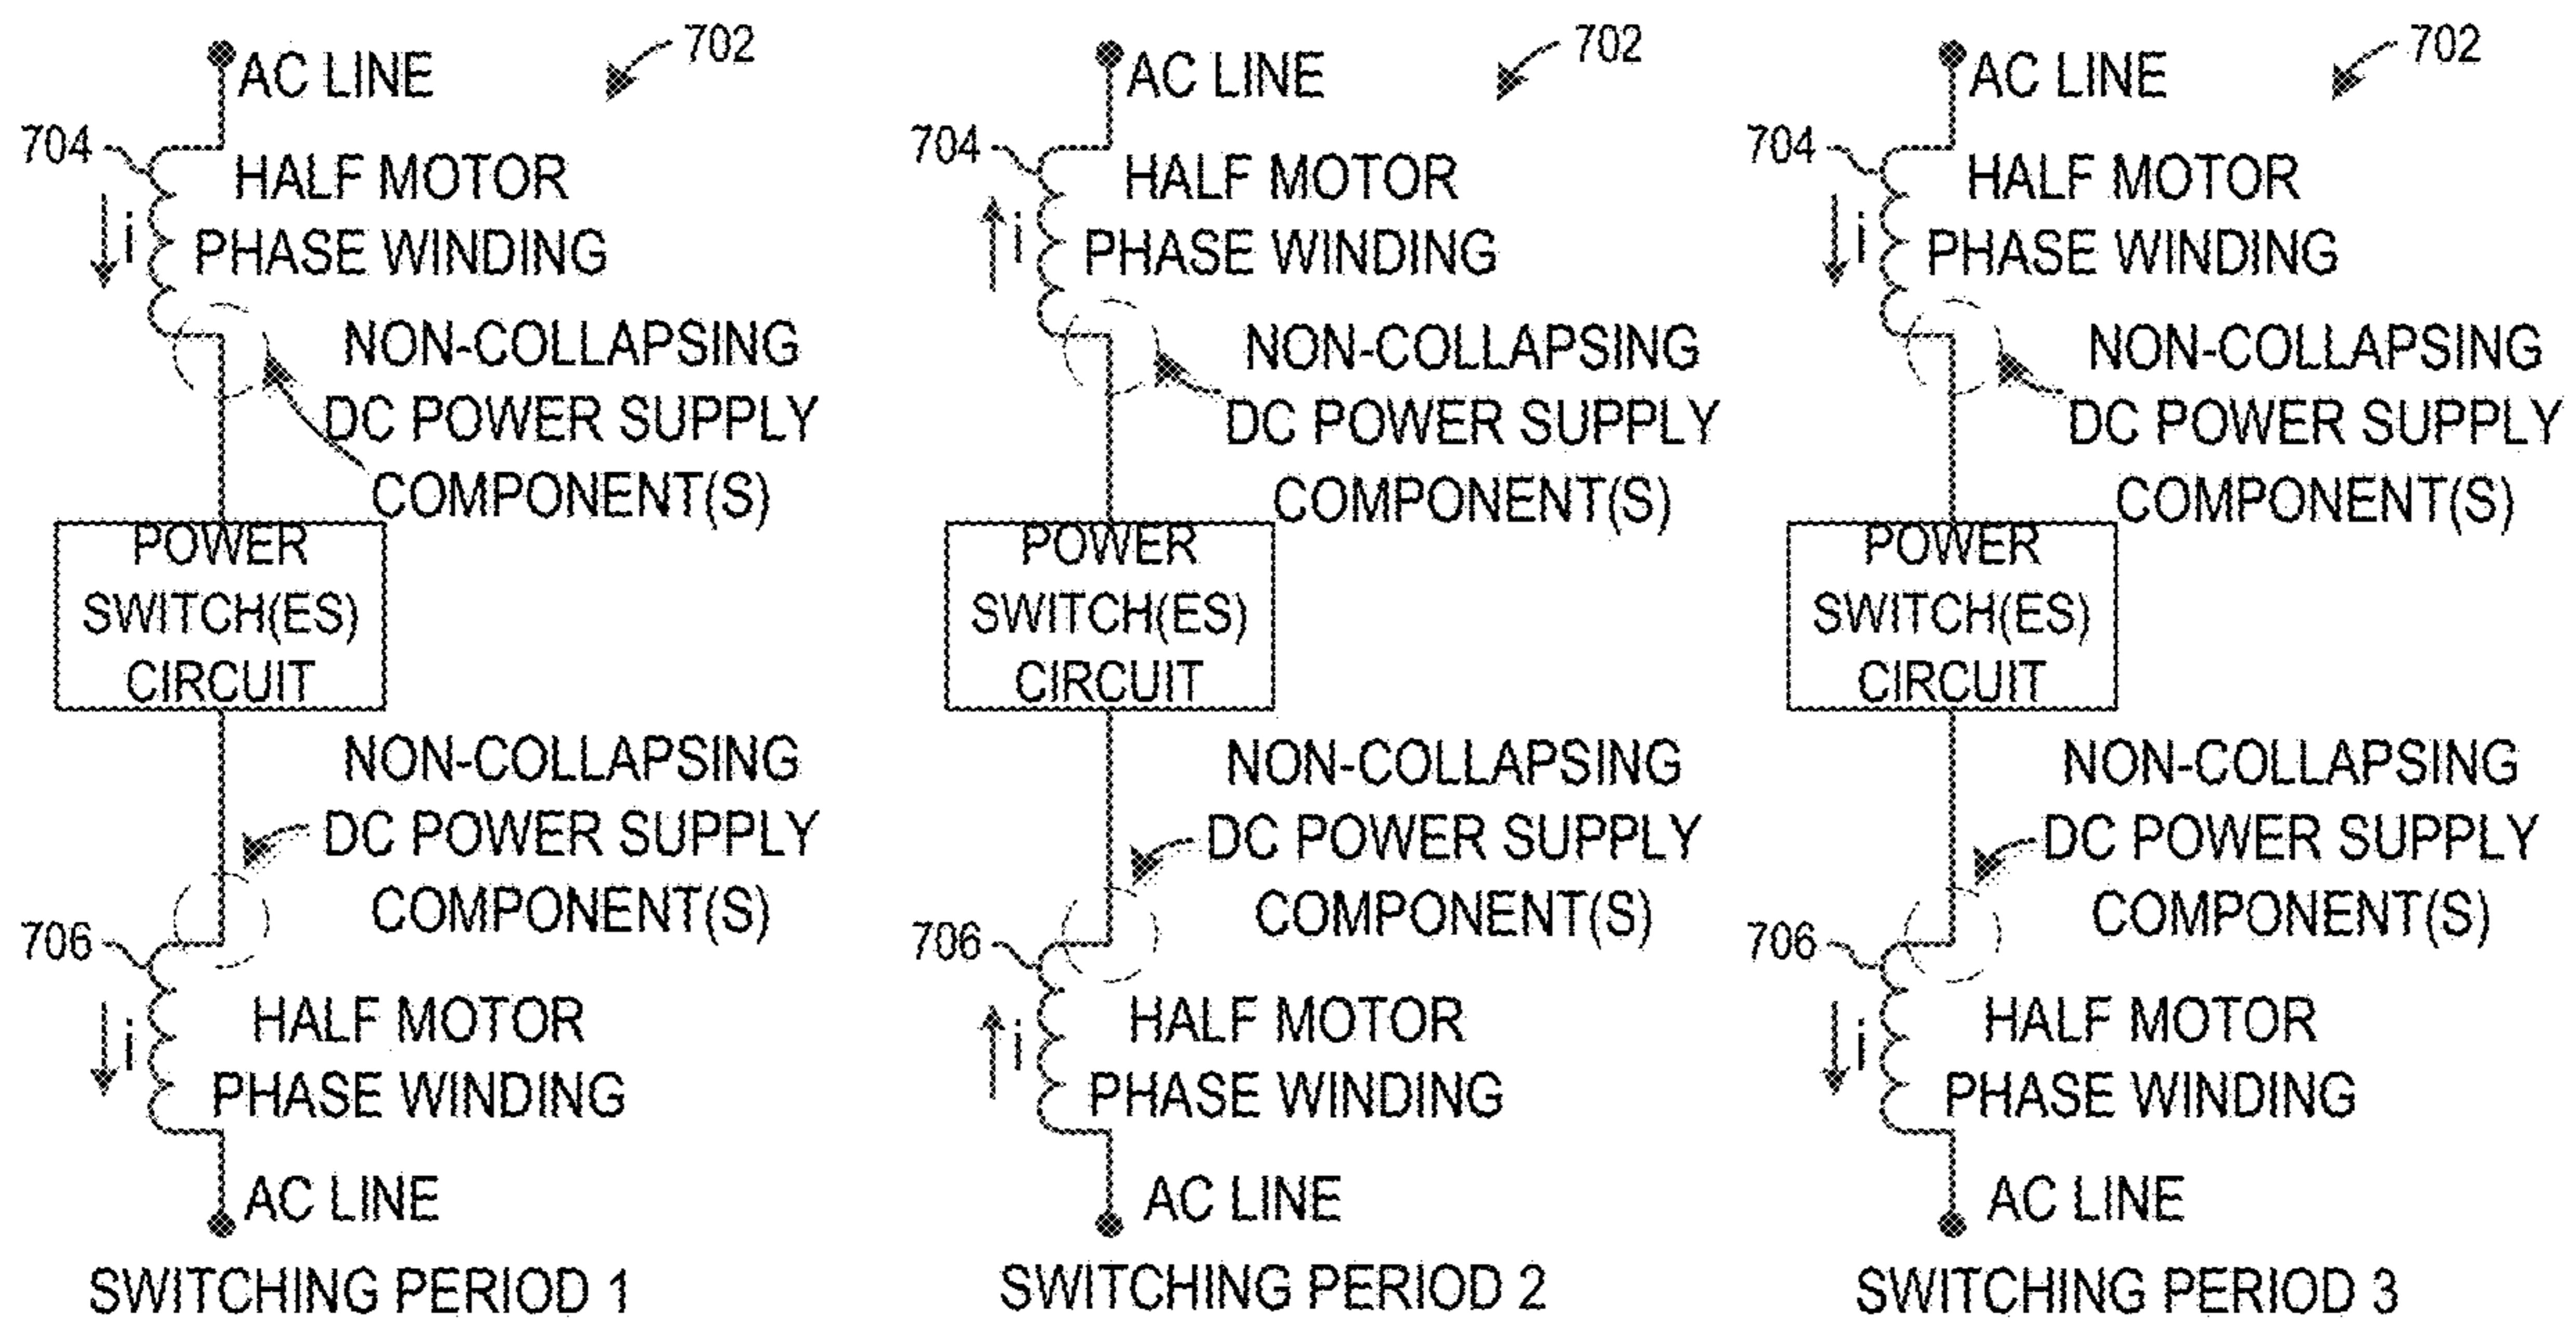 AC LINE
702
704
HALF MOTOR
i
PHASE WINDING
NON-COLLAPSING
DC POWER SUPPLY
COMPONENT(S)
POWER
SWITCH(ES)
CIRCUIT
NON-COLLAPSING
DC POWER SUPPLY
COMPONENT(S)
706
HALF MOTOR
i
PHASE WINDING
AC LINE
SWITCHING PERIOD 1
AC LINE
702
704
HALF MOTOR
i
PHASE WINDING
NON-COLLAPSING
DC POWER SUPPLY
COMPONENT(S)
POWER
SWITCH(ES)
CIRCUIT
NON-COLLAPSING
DC POWER SUPPLY
COMPONENT(S)
706
HALF MOTOR
i
PHASE WINDING
AC LINE
SWITCHING PERIOD 2
AC LINE
702
704
HALF MOTOR
i
PHASE WINDING
NON-COLLAPSING
DC POWER SUPPLY
COMPONENT(S)
POWER
SWITCH(ES)
CIRCUIT
NON-COLLAPSING
DC POWER SUPPLY
COMPONENT(S)
706
HALF MOTOR
i
PHASE WINDING
AC LINE
SWITCHING PERIOD 3